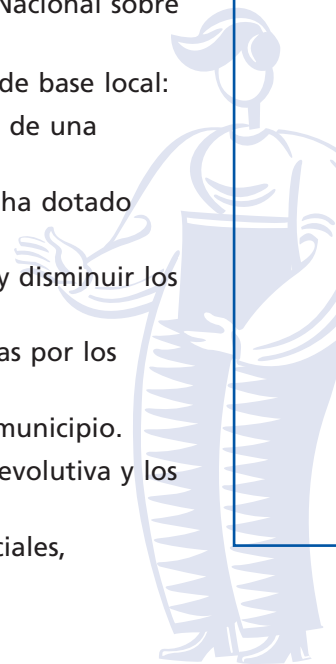 Nacional sobre
de base local:
de una
ha dotado
y disminuir los
as por los
municipio.
evolutiva y los
ciales,